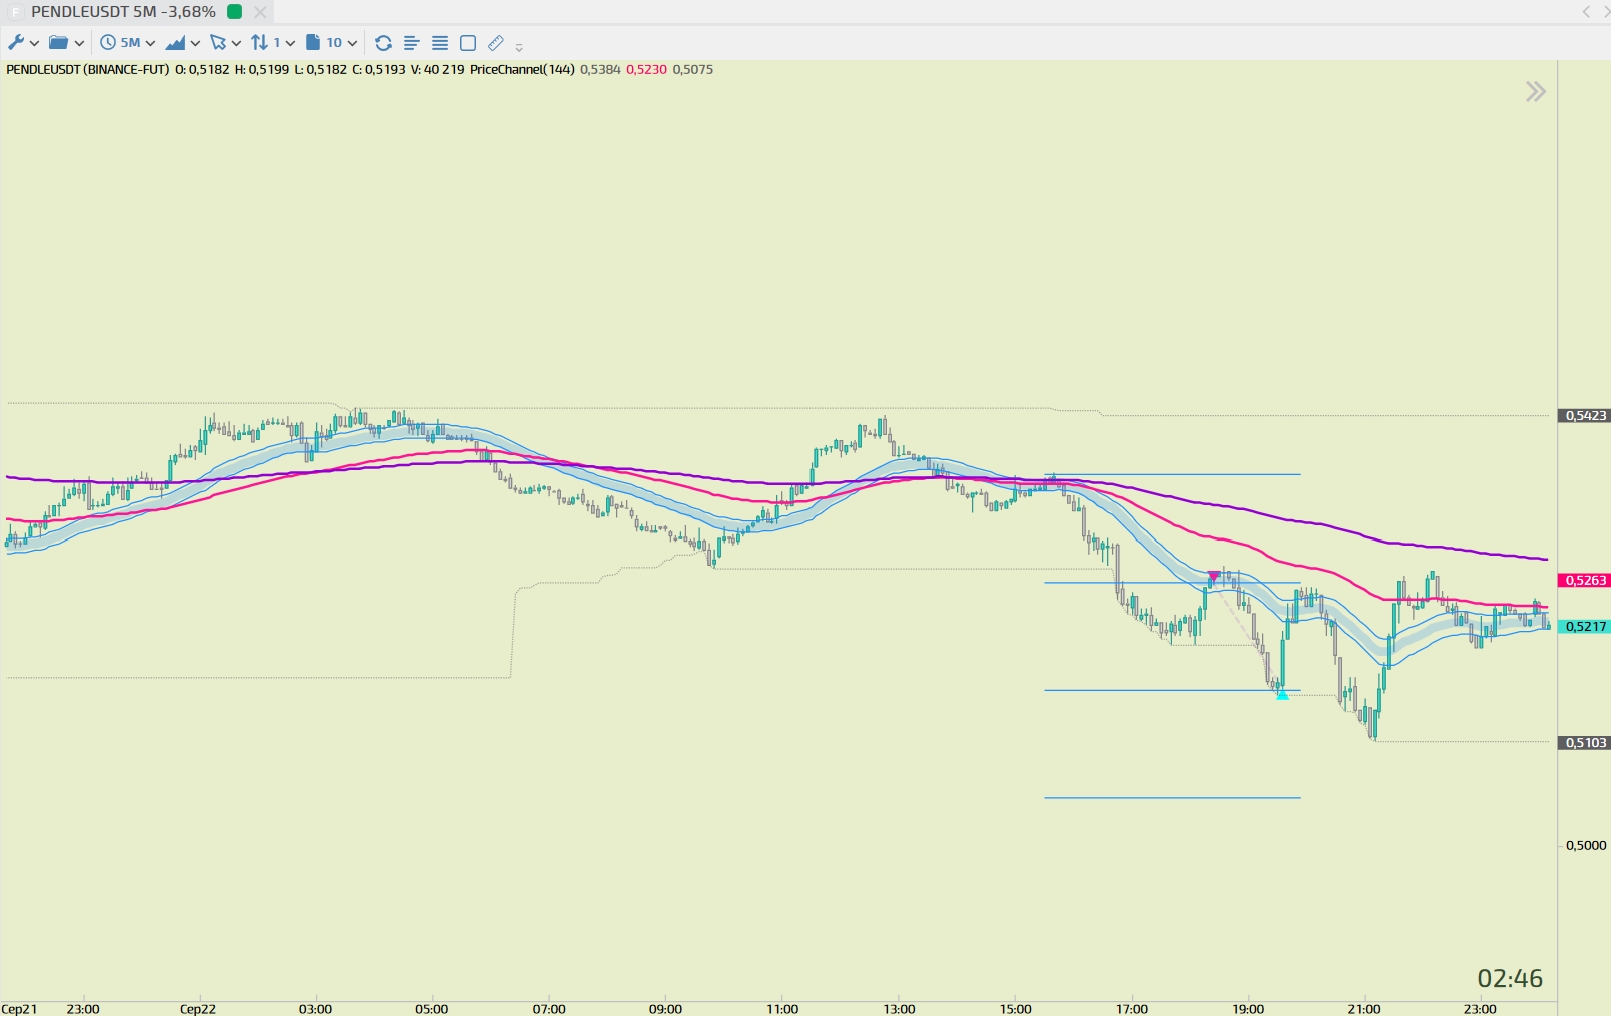 F PENDLEUSDT 5M -3,68%
5M 1 10
PENDLEUSDT (BINANCE-FUT) O: 0,5182 H: 0,5199 L: 0,5182 C: 0,5193 V: 40 219 PriceChannel(144) 0,5384 0,5230 0,5075
0,5423
0,5263
0,5217
0,5103
0,5000
02:46
Сер21 23:00 Сер22 03:00 05:00 07:00 09:00 11:00 13:00 15:00 17:00 19:00 21:00 23:00